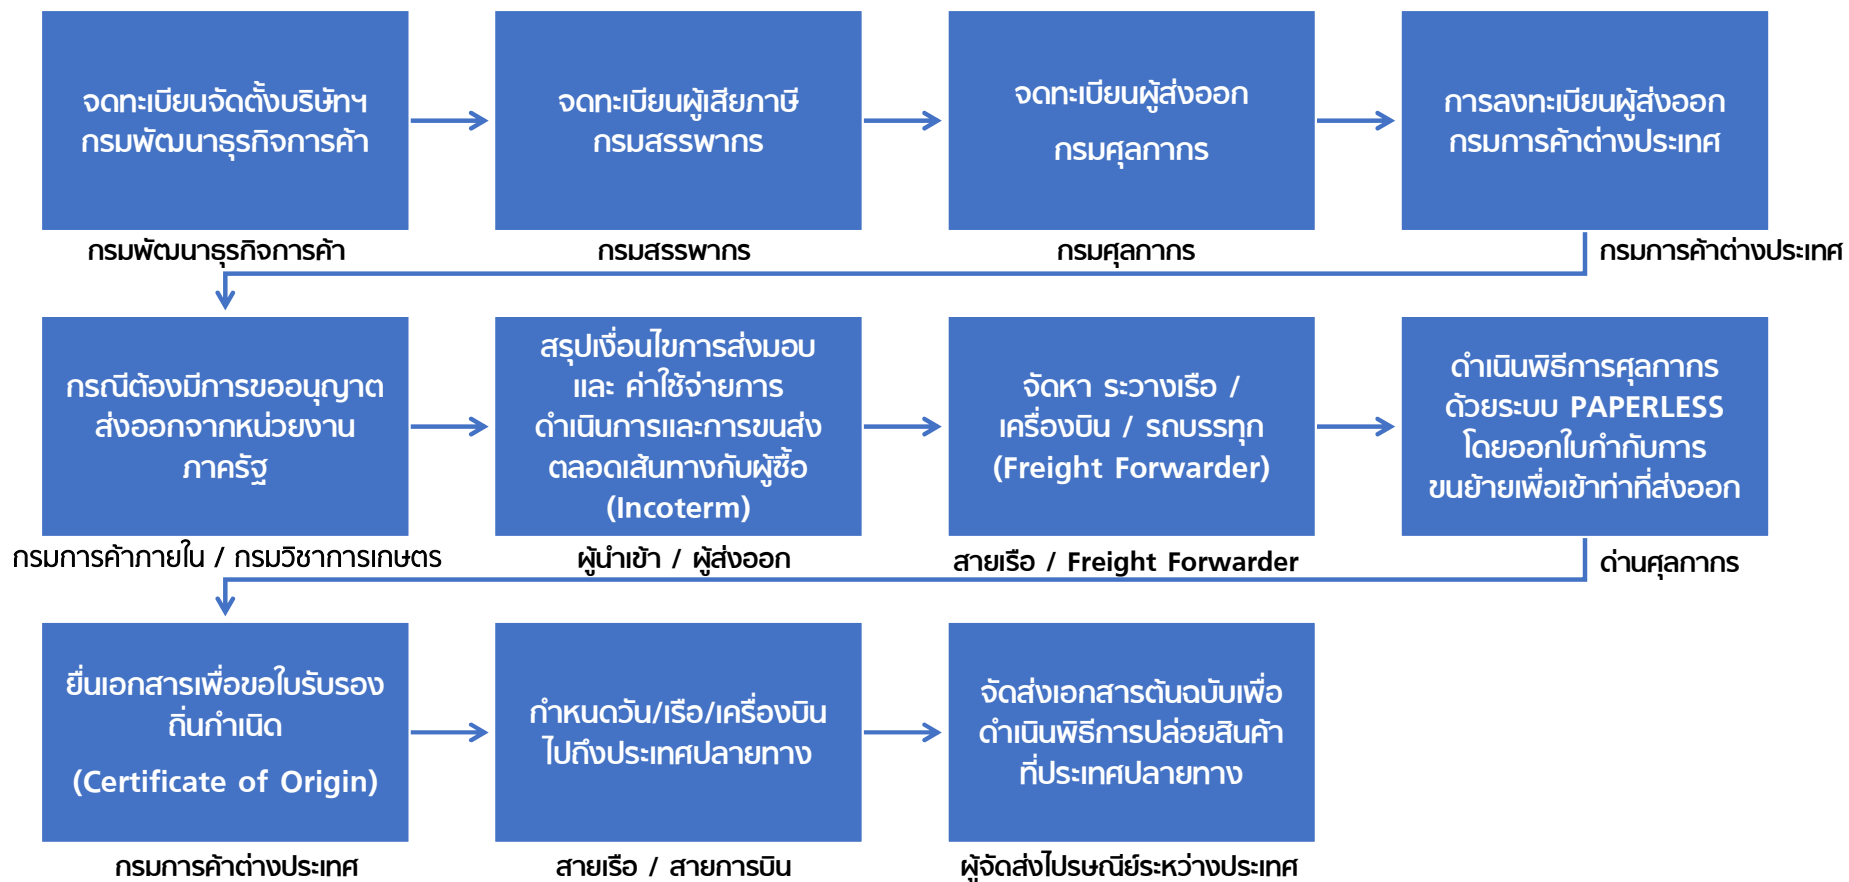 จดทะเบียนจัดตั้งบริษัทฯ
กรมพัฒนาธุรกิจการค้า
กรมพัฒนาธุรกิจการค้า
จดทะเบียนผู้เสียภาษี
กรมสรรพากร
กรมสรรพากร
จดทะเบียนผู้ส่งออก
กรมศุลกากร
กรมศุลกากร
การลงทะเบียนผู้ส่งออก
กรมการค้าต่างประเทศ
กรมการค้าต่างประเทศ
กรณีต้องมีการขออนุญาต
ส่งออกจากหน่วยงาน
ภาครัฐ
กรมการค้าภายใน / กรมวิชาการเกษตร
สรุปเงื่อนไขการส่งมอบ
และ ค่าใช้จ่ายการ
ดำเนินการและการขนส่ง
ตลอดเส้นทางกับผู้ซื้อ
(Incoterm)
ผู้นำเข้า / ผู้ส่งออก
จัดหา ระวางเรือ /
เครื่องบิน / รถบรรทุก
(Freight Forwarder)
สายเรือ / Freight Forwarder
ดำเนินพิธีการศุลกากร
ด้วยระบบ PAPERLESS
โดยออกใบกำกับการ
ขนย้ายเพื่อเข้าท่าที่ส่งออก
ด่านศุลกากร
ยื่นเอกสารเพื่อขอใบรับรอง
ถิ่นกำเนิด
(Certificate of Origin)
กรมการค้าต่างประเทศ
กำหนดวัน/เรือ/เครื่องบิน
ไปถึงประเทศปลายทาง
สายเรือ / สายการบิน
จัดส่งเอกสารต้นฉบับเพื่อ
ดำเนินพิธีการปล่อยสินค้า
ที่ประเทศปลายทาง
ผู้จัดส่งไปรษณีย์ระหว่างประเทศ